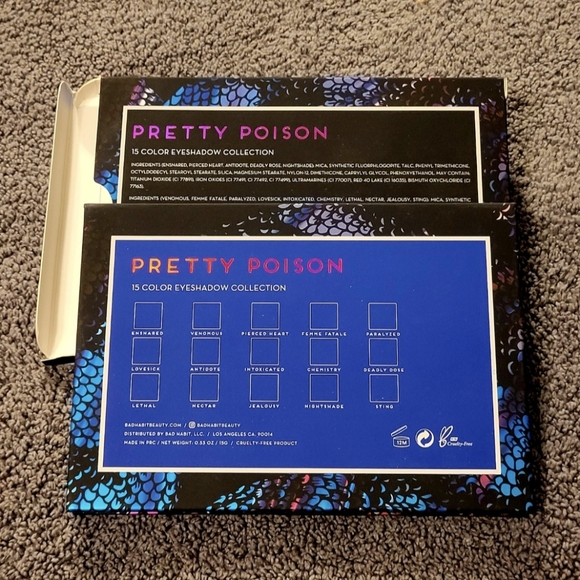 PRETTY POISON
15 COLOR EYESHADOW COLLECTION
INGREDIENTS (ENSNARED, PIERCED HEART, ANTIDOTE, DEADLY ROSE, NIGHTSHADE): MICA, SYNTHETIC FLUORPHLOGOPITE, TALC, PHENYL TRIMETHICONE,
OCTYLDODECYL STEAROYL STEARATE, SILICA, MAGNESIUM STEARATE, NYLON 12, DIMETHICONE, CAPRYLYL GLYCOL, PHENOXYETHANOL, MAY CONTAIN:
TITANIUM DIOXIDE (CI 77891), IRON OXIDES (CI 77491, CI 77492, CI 77499), ULTRAMARINES (CI 77007), RED 40 LAKE (CI 16035), BISMUTH OXYCHLORIDE (CI
77163).
INGREDIENTS (VENOMOUS, FEMME FATALE, PARALYZED, LOVESICK, INTOXICATED, CHEMISTRY, LETHAL, NECTAR, JEALOUSY, STING): MICA, SYNTHETIC
PRETTY POISON
15 COLOR EYESHADOW COLLECTION
ENSNARED VENOMOUS PIERCED HEART FEMME FATALE PARALYZED
LOVESICK ANTIDOTE INTOXICATED CHEMISTRY DEADLY DOSE
LETHAL NECTAR JEALOUSY NIGHTSHADE STING
BADHABITBEAUTY.COM / BADHABITBEAUTY
DISTRIBUTED BY BAD HABIT, LLC. / LOS ANGELES CA. 90014
MADE IN PRC / NET WEIGHT: 0.53 OZ / 15G / CRUELTY-FREE PRODUCT
12M
Cruelty-Free